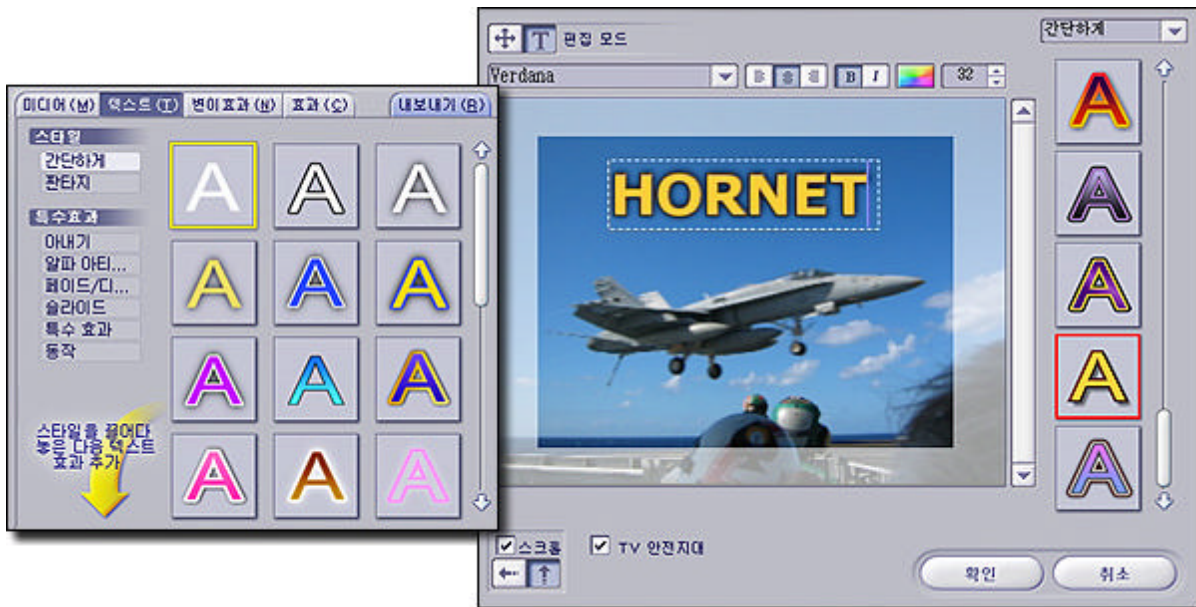 미디어(M) 텍스트(T) 변이효과(N) 효과(C) 내보내기(R)
스타일
간단하게
판타지
특수효과
아내기
알파 아티...
페이드/디...
슬라이드
특수 효과
동작
스타일을 끌어다
놓은 다음 텍스트
효과 추가
A A A
A A A
A A A
A A A
T 편집 모드
간단하게
Verdana B I 32
HORNET
A
A
A
A
A
스크롤 TV 안전지대
확인 취소